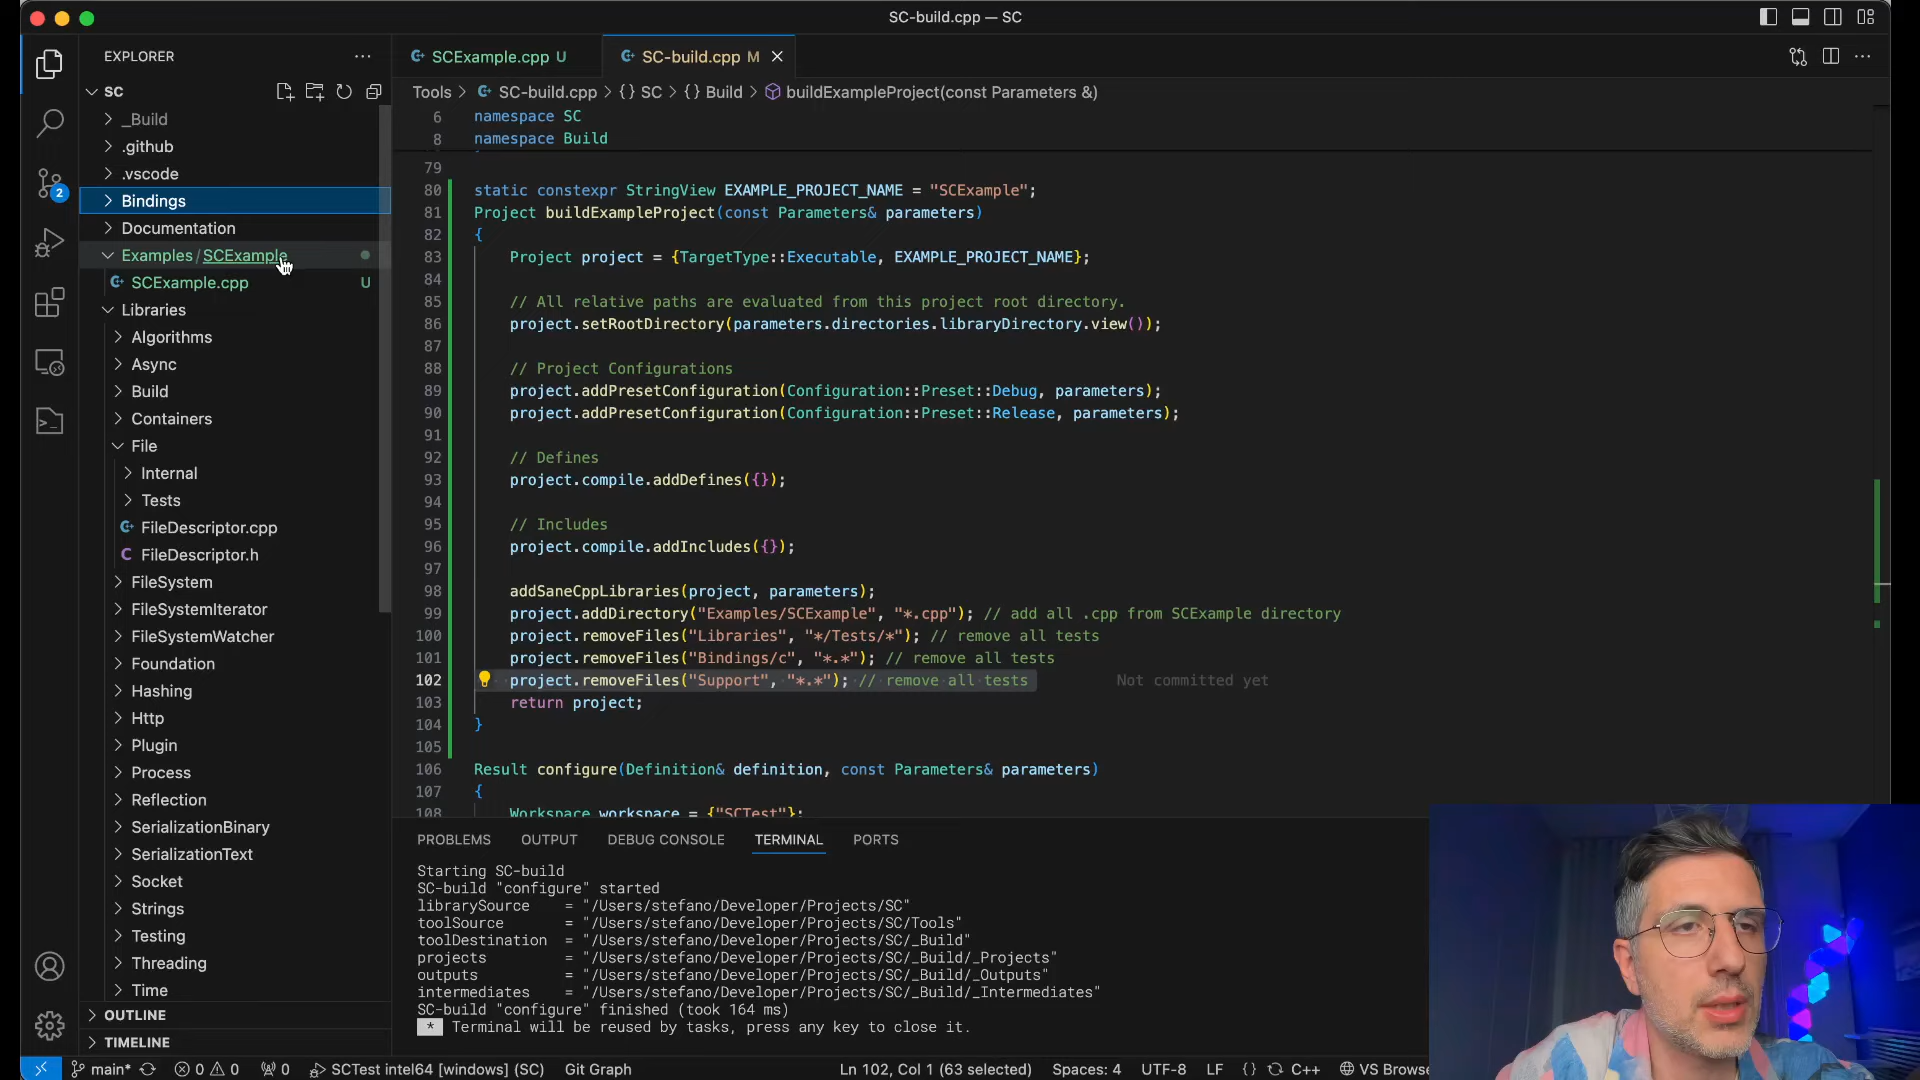 SC-build.cpp — SC
EXPLORER
SC
_Build
.github
.vscode
Bindings
Documentation
Examples / SCExample
SCExample.cpp U
Libraries
Algorithms
Async
Build
Containers
File
Internal
Tests
FileDescriptor.cpp
FileDescriptor.h
FileSystem
FileSystemIterator
FileSystemWatcher
Foundation
Hashing
Http
Plugin
Process
Reflection
SerializationBinary
SerializationText
Socket
Strings
Testing
Threading
Time
OUTLINE
TIMELINE
2
SCExample.cpp U
SC-build.cpp M
Tools > SC-build.cpp > {} SC > {} Build > buildExampleProject(const Parameters &)
6 namespace SC
8 namespace Build
79
80 static constexpr StringView EXAMPLE_PROJECT_NAME = "SCExample";
81 Project buildExampleProject(const Parameters& parameters)
82 {
83 Project project = {TargetType::Executable, EXAMPLE_PROJECT_NAME};
84
85 // All relative paths are evaluated from this project root directory.
86 project.setRootDirectory(parameters.directories.libraryDirectory.view());
87
88 // Project Configurations
89 project.addPresetConfiguration(Configuration::Preset::Debug, parameters);
90 project.addPresetConfiguration(Configuration::Preset::Release, parameters);
91
92 // Defines
93 project.compile.addDefines({});
94
95 // Includes
96 project.compile.addIncludes({});
97
98 addSaneCppLibraries(project, parameters);
99 project.addDirectory("Examples/SCExample", "*.cpp"); // add all .cpp from SCExample directory
100 project.removeFiles("Libraries", "*/Tests/*"); // remove all tests
101 project.removeFiles("Bindings/c", "*.*"); // remove all tests
102 project.removeFiles("Support", "*.*"); // remove all tests Not committed yet
103 return project;
104 }
105
106 Result configure(Definition& definition, const Parameters& parameters)
107 {
108 Workspace workspace = {"SCTest"};
PROBLEMS OUTPUT DEBUG CONSOLE TERMINAL PORTS
Starting SC-build
SC-build "configure" started
librarySource = "/Users/stefano/Developer/Projects/SC"
toolSource = "/Users/stefano/Developer/Projects/SC/Tools"
toolDestination = "/Users/stefano/Developer/Projects/SC/_Build"
projects = "/Users/stefano/Developer/Projects/SC/_Build/_Projects"
outputs = "/Users/stefano/Developer/Projects/SC/_Build/_Outputs"
intermediates = "/Users/stefano/Developer/Projects/SC/_Build/_Intermediates"
SC-build "configure" finished (took 164 ms)
* Terminal will be reused by tasks, press any key to close it.
main* 0 0 0 SCTest intel64 [windows] (SC) Git Graph Ln 102, Col 1 (63 selected) Spaces: 4 UTF-8 LF {} C++ VS Browse